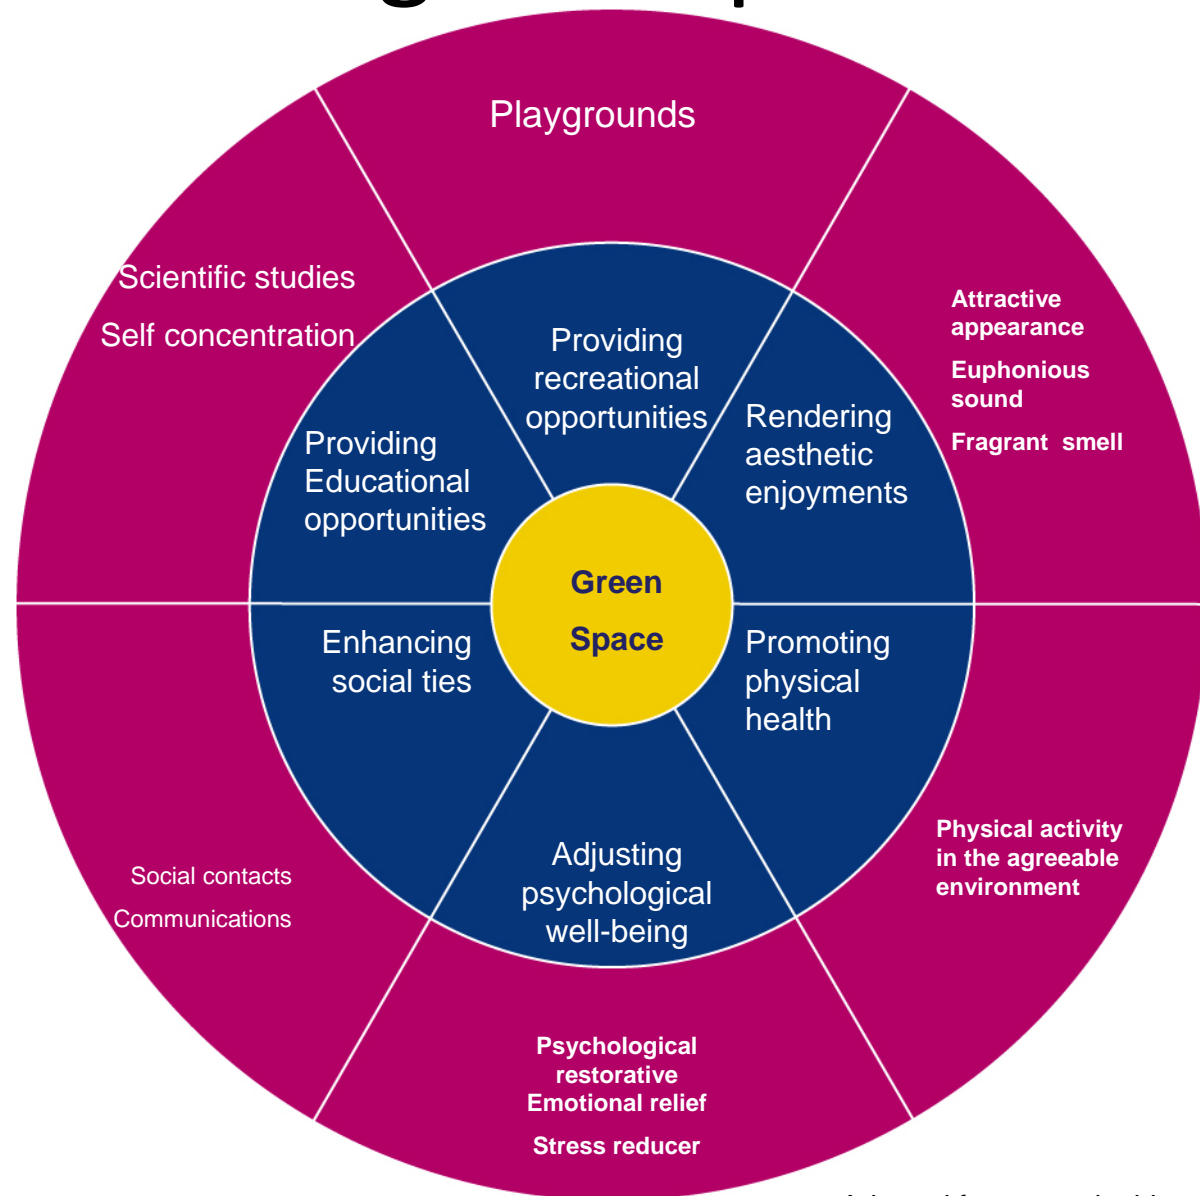 Playgrounds
Scientific studies
Self concentration
Attractive
appearance
Euphonious
sound
Fragrant smell
Providing
recreational
opportunities
Rendering
aesthetic
enjoyments
Providing
Educational
opportunities
Green
Space
Enhancing
social ties
Promoting
physical
health
Adjusting
psychological
well-being
Physical activity
in the agreeable
environment
Social contacts
Communications
Psychological
restorative
Emotional relief
Stress reducer